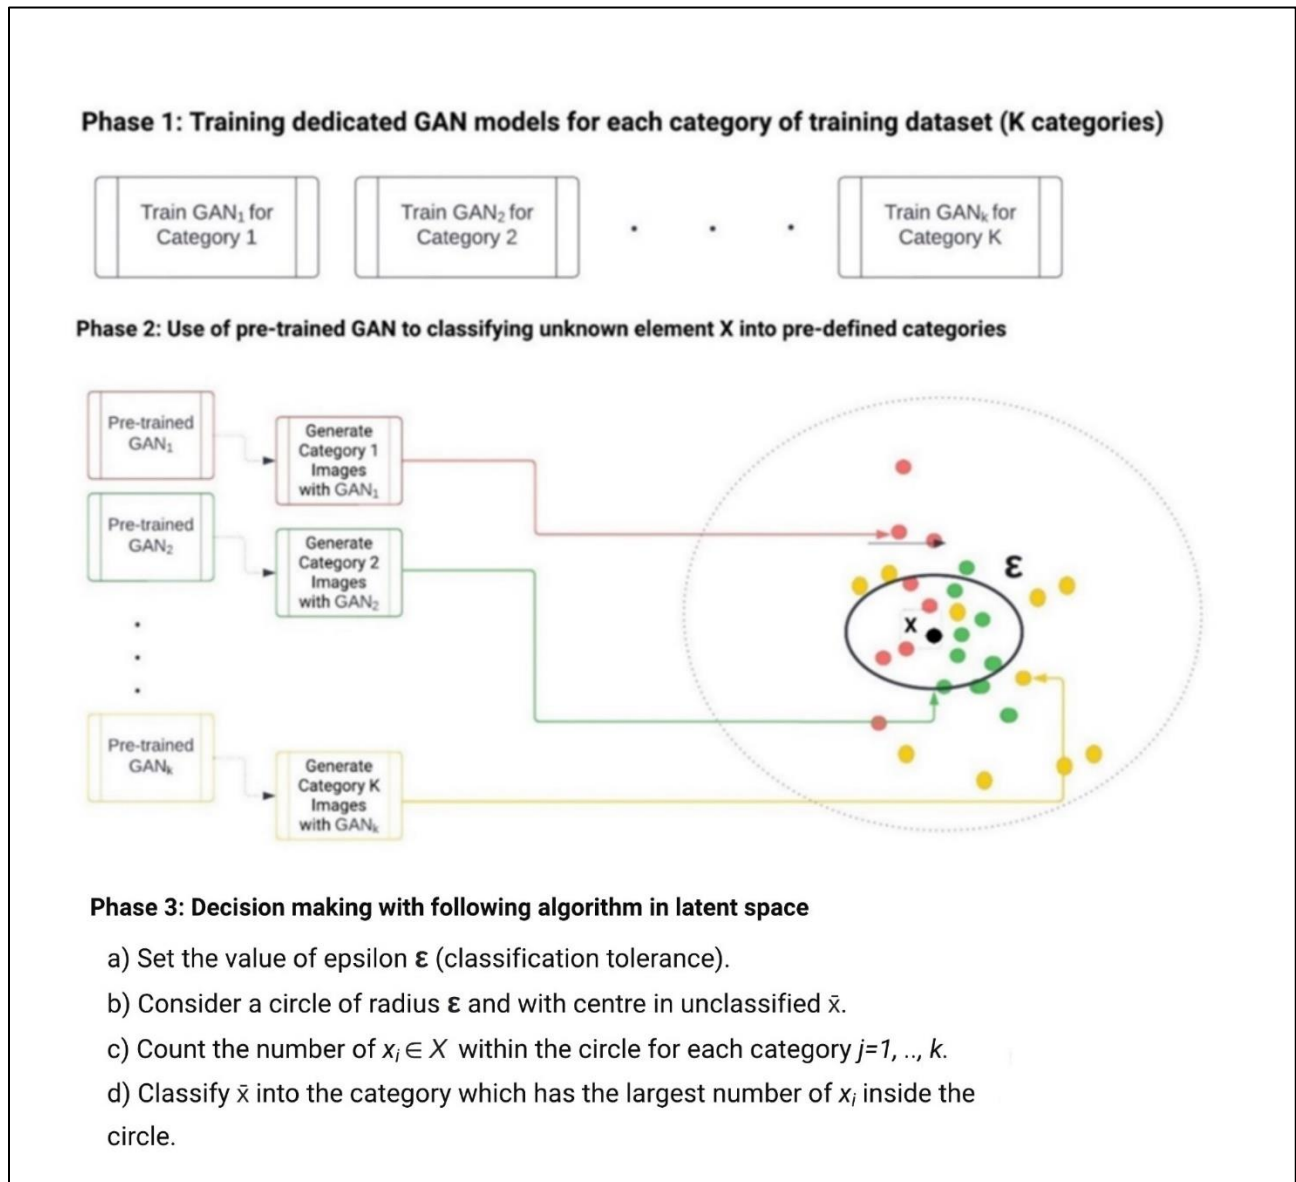 Phase 1: Training dedicated GAN models for each category of training dataset (K categories)
Train GAN₁ for
Category 1
Train GAN₂ for
Category 2
. . .
Train GANₖ for
Category K
Phase 2: Use of pre-trained GAN to classifying unknown element X into pre-defined categories
Pre-trained
GAN₁
Generate
Category 1
Images
with GAN₁
Pre-trained
GAN₂
Generate
Category 2
Images
with GAN₂
Pre-trained
GANₖ
Generate
Category K
Images
with GANₖ
ε
X
Phase 3: Decision making with following algorithm in latent space
a) Set the value of epsilon ε (classification tolerance).
b) Consider a circle of radius ε and with centre in unclassified x̄.
c) Count the number of xᵢ ∈ X within the circle for each category j=1, .., k.
d) Classify x̄ into the category which has the largest number of xᵢ inside the
circle.